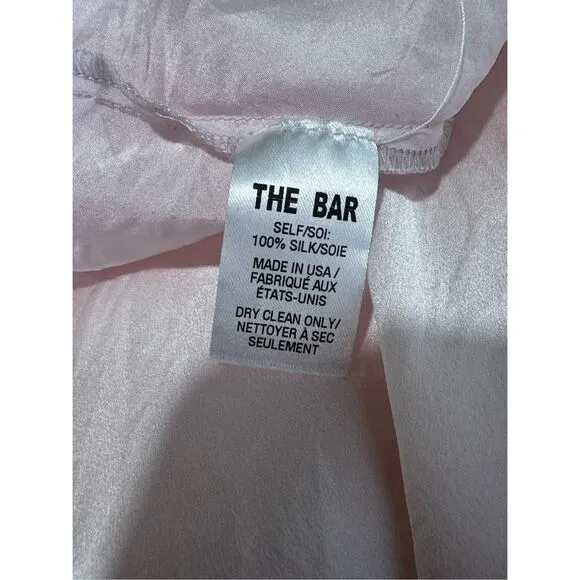 THE BAR
SELF/SOI:
100% SILK/SOIE
MADE IN USA/
FABRIQUÉ AUX
ÉTATS-UNIS
DRY CLEAN ONLY/
NETTOYER À SEC
SEULEMENT